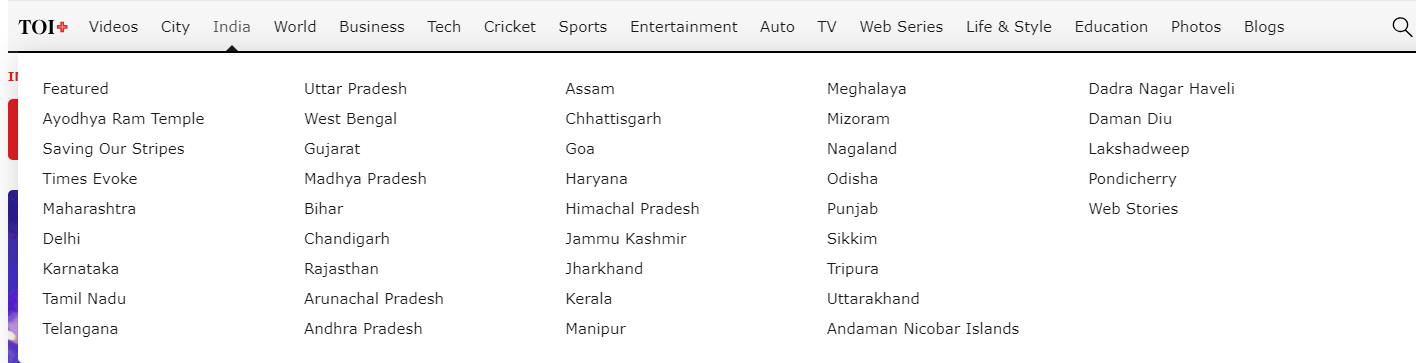 TOI+ Videos City India World Business Tech Cricket Sports Entertainment Auto TV Web Series Life & Style Education Photos Blogs
Featured
Ayodhya Ram Temple
Saving Our Stripes
Times Evoke
Maharashtra
Delhi
Karnataka
Tamil Nadu
Telangana
Uttar Pradesh
West Bengal
Gujarat
Madhya Pradesh
Bihar
Chandigarh
Rajasthan
Arunachal Pradesh
Andhra Pradesh
Assam
Chhattisgarh
Goa
Haryana
Himachal Pradesh
Jammu Kashmir
Jharkhand
Kerala
Manipur
Meghalaya
Mizoram
Nagaland
Odisha
Punjab
Sikkim
Tripura
Uttarakhand
Andaman Nicobar Islands
Dadra Nagar Haveli
Daman Diu
Lakshadweep
Pondicherry
Web Stories